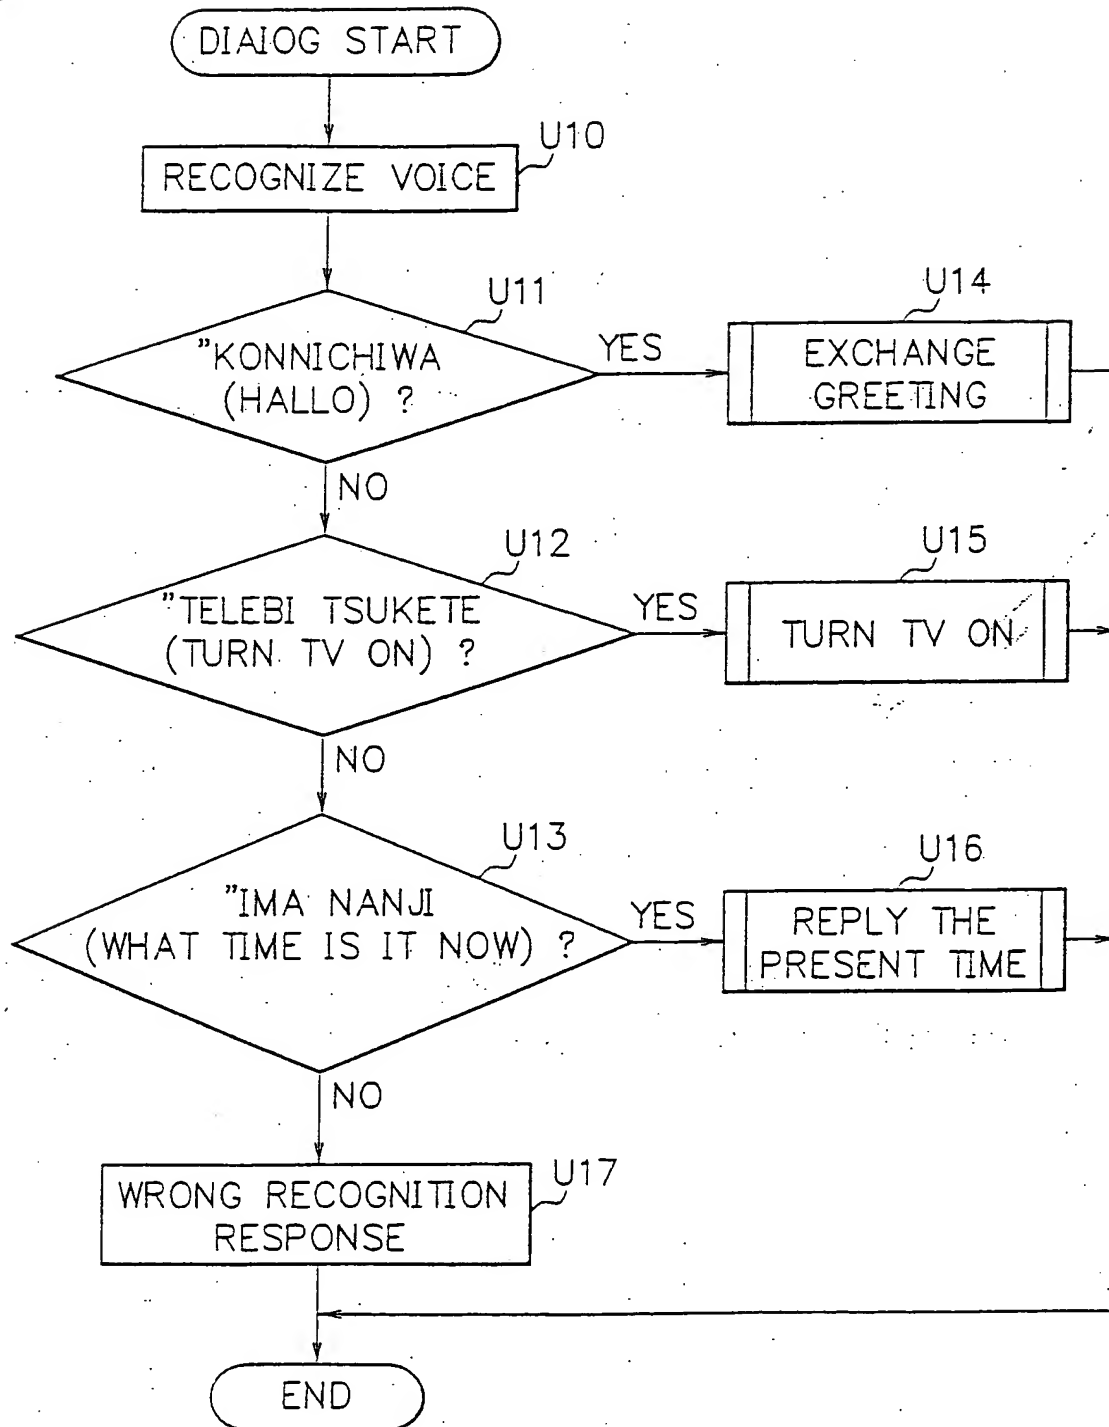 DIALOG START
U10
RECOGNIZE VOICE
U11
"KONNICHIWA
(HALLO) ?
YES
U14
EXCHANGE
GREETING
NO
U12
"TELEBI TSUKETE
(TURN TV ON) ?
YES
U15
TURN TV ON
NO
U13
"IMA NANJI
(WHAT TIME IS IT NOW) ?
YES
U16
REPLY THE
PRESENT TIME
NO
U17
WRONG RECOGNITION
RESPONSE
END